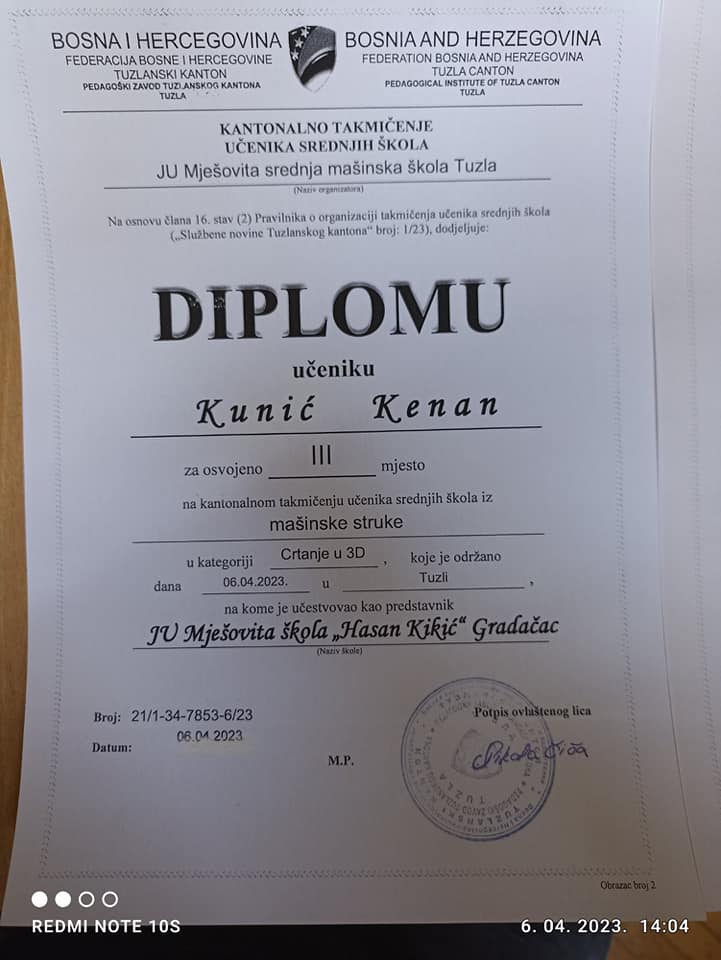 BOSNA I HERCEGOVINA
FEDERACIJA BOSNE I HERCEGOVINE
TUZLANSKI KANTON
PEDAGOŠKI ZAVOD TUZLANSKOG KANTONA
TUZLA
BOSNIA AND HERZEGOVINA
FEDERATION BOSNIA AND HERZEGOVINA
TUZLA CANTON
PEDAGOGICAL INSTITUTE OF TUZLA CANTON
TUZLA
KANTONALNO TAKMIČENJE
UČENIKA SREDNJIH ŠKOLA
JU Mješovita srednja mašinska škola Tuzla
(Naziv organizatora)
Na osnovu člana 16. stav (2) Pravilnika o organizaciji takmičenja učenika srednjih škola
(„Službene novine Tuzlanskog kantona“ broj: 1/23), dodjeljuje:
DIPLOMU
učeniku
Kunić Kenan
za osvojeno III mjesto
na kantonalnom takmičenju učenika srednjih škola iz
mašinske struke
u kategoriji Crtanje u 3D , koje je održano
dana 06.04.2023. u Tuzli ,
na kome je učestvovao kao predstavnik
JU Mješovita škola „Hasan Kikić“ Gradačac
(Naziv škole)
Broj: 21/1-34-7853-6/23
Datum: 06.04.2023
M.P.
Potpis ovlaštenog lica
TUZLA
Obrazac broj 2
REDMI NOTE 10S
6. 04. 2023. 14:04